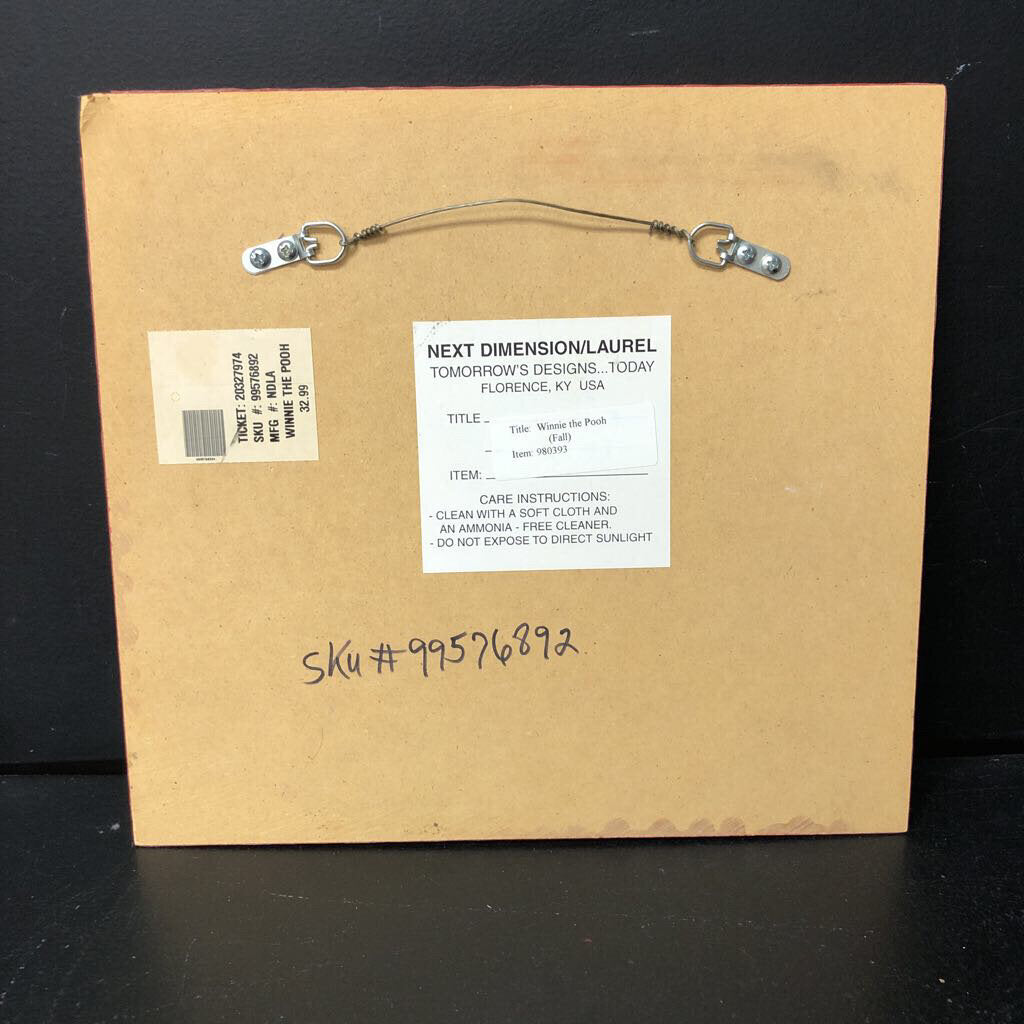 TICKET: 20327974
SKU #: 99576892
MFG #: NDLA
WINNIE THE POOH
32.99
NEXT DIMENSION/LAUREL
TOMORROW'S DESIGNS...TODAY
FLORENCE, KY USA
TITLE
Title: Winnie the Pooh
(Fall)
Item: 980393
ITEM:
CARE INSTRUCTIONS:
- CLEAN WITH A SOFT CLOTH AND
AN AMMONIA - FREE CLEANER.
- DO NOT EXPOSE TO DIRECT SUNLIGHT
SKu #99576892